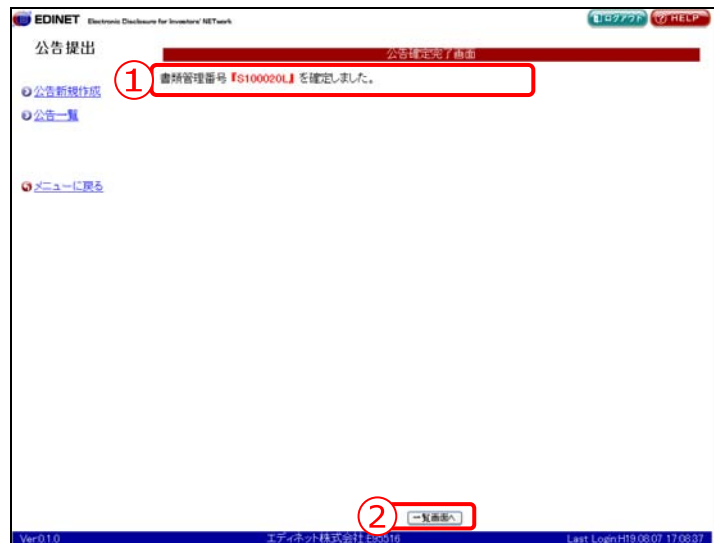 EDINET Electronic Disclosure for Investors' NETwork
ログアウト ? HELP
公告提出
公告確定完了画面
① 書類管理番号『S100020L』を確定しました。
公告新規作成
公告一覧
メニューに戻る
② 一覧画面へ
Ver0.1.0 エディネット株式会社 E95516 Last Login:H19.08.07 17:08:37